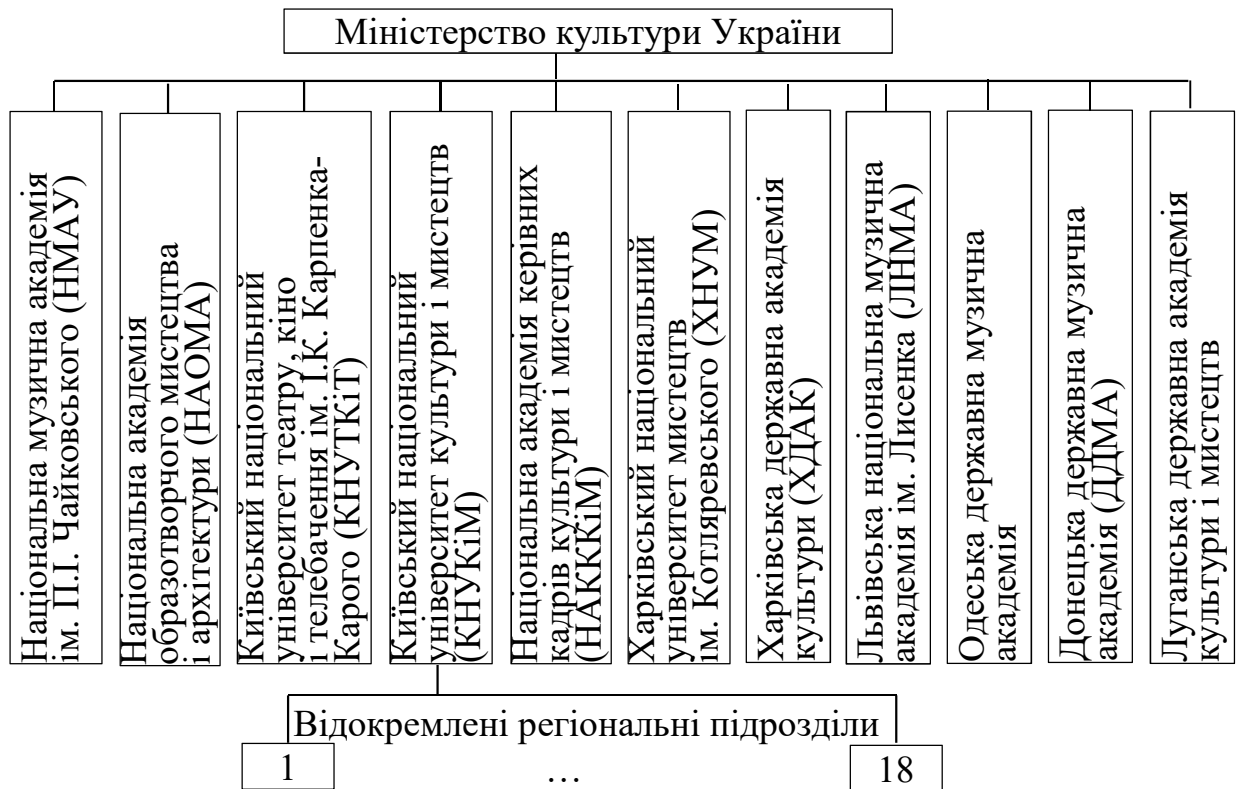 Міністерство культури України
Національна музична академія
ім. П.І. Чайковського (НМАУ)
Національна академія
образотворчого мистецтва
і архітектури (НАОМА)
Київський національний
університет театру, кіно
і телебачення ім. І.К. Карпенка-
Карого (КНУТКіТ)
Київський національний
університет культури і мистецтв
(КНУКіМ)
Національна академія керівних
кадрів культури і мистецтв
(НАКККіМ)
Харківський національний
університет мистецтв
ім. Котляревського (ХНУМ)
Харківська державна академія
культури (ХДАК)
Львівська національна музична
академія ім. Лисенка (ЛНМА)
Одеська державна музична
академія
Донецька державна музична
академія (ДДМА)
Луганська державна академія
культури і мистецтв
Відокремлені регіональні підрозділи
1 … 18